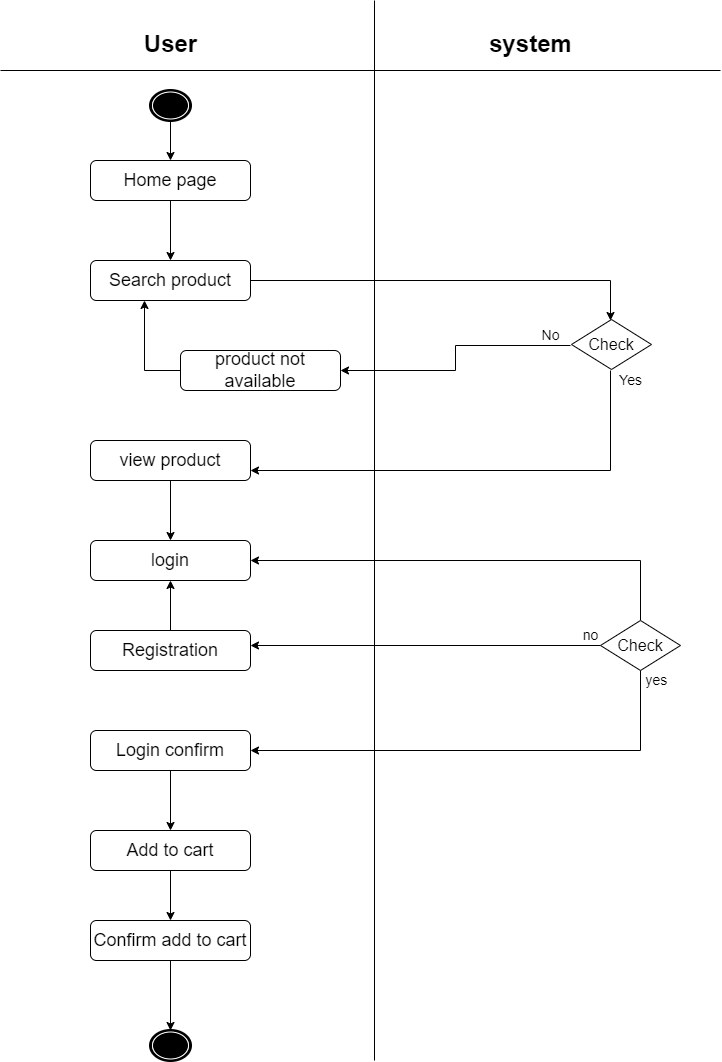 User
system
Home page
Search product
No
Check
product not
available
Yes
view product
login
no
Check
Registration
yes
Login confirm
Add to cart
Confirm add to cart